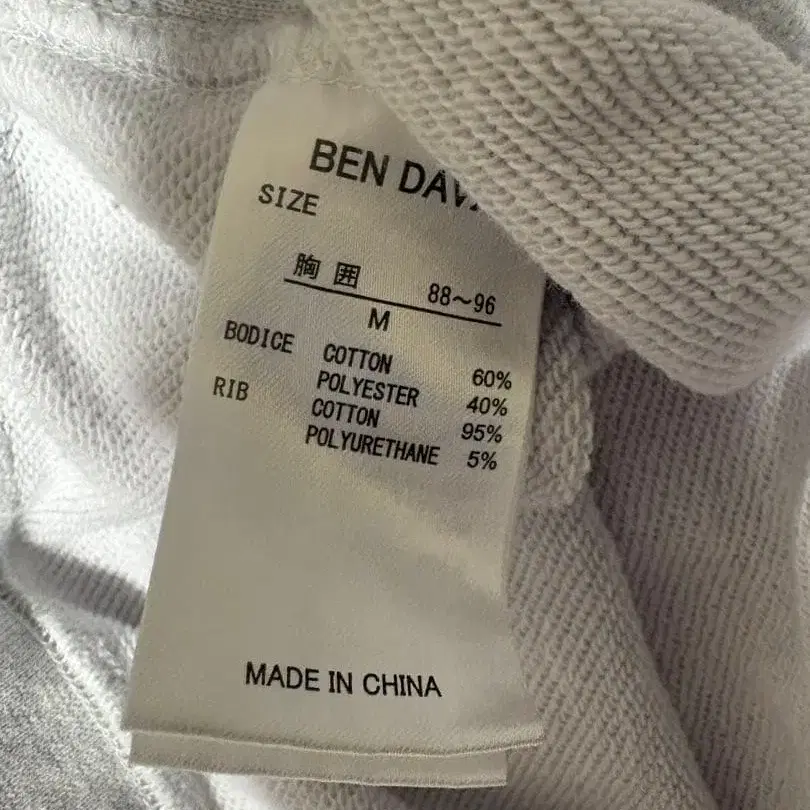 BEN
SIZE
胸囲 88～96
M
BODICE COTTON 60%
POLYESTER 40%
RIB COTTON 95%
POLYURETHANE 5%
MADE IN CHINA